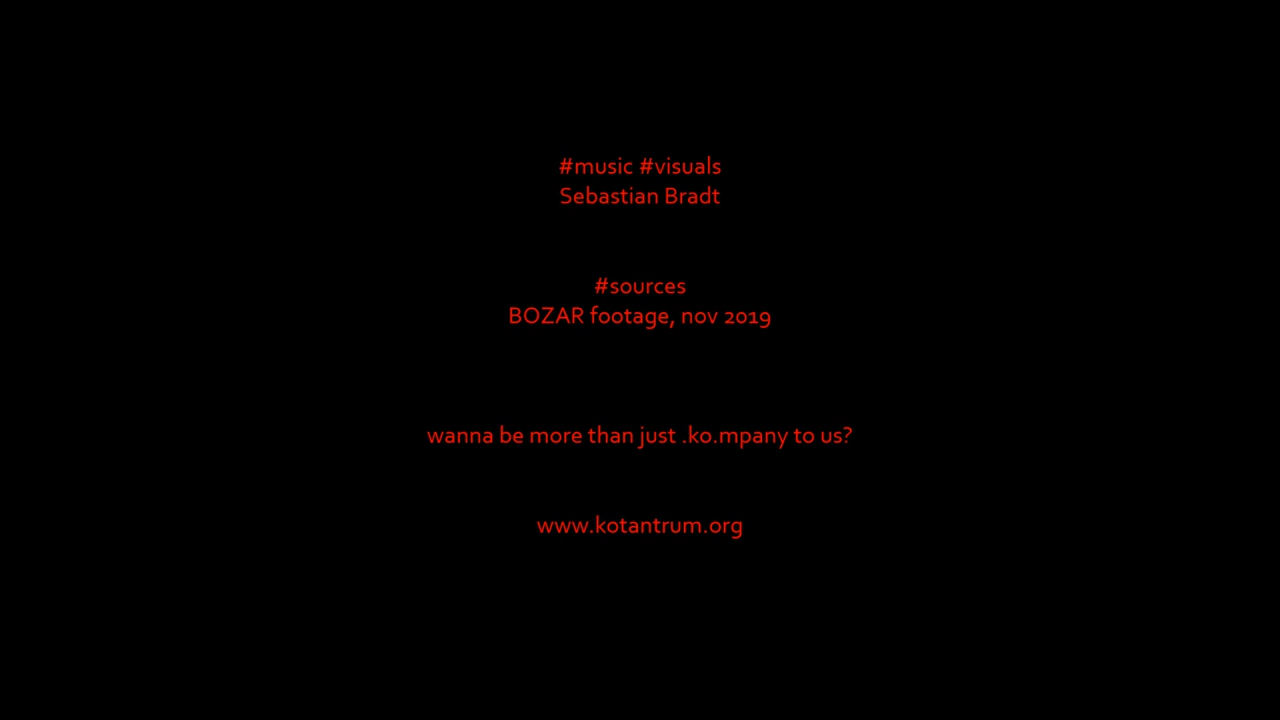 #music #visuals
Sebastian Bradt
#sources
BOZAR footage, nov 2019
wanna be more than just .ko.mpany to us?
www.kotantrum.org